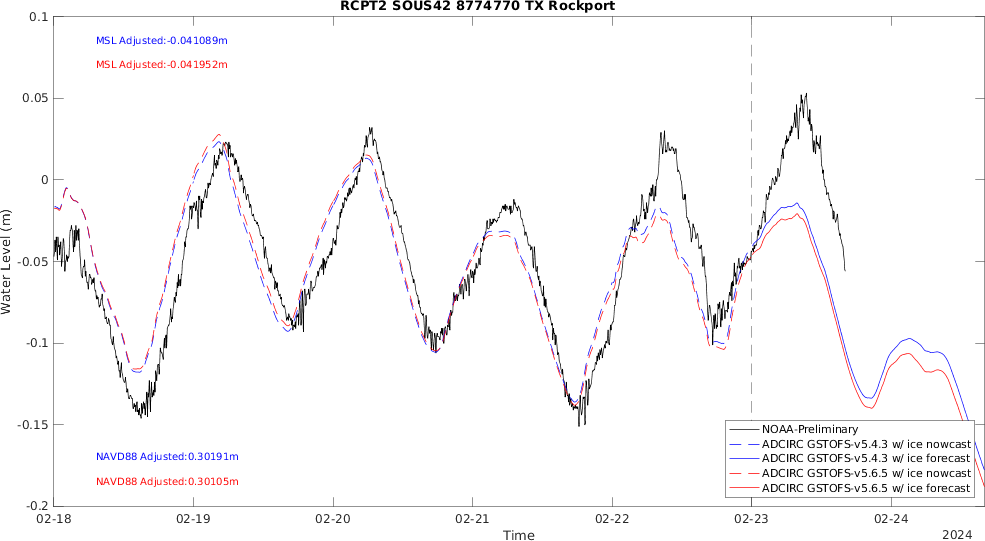 RCPT2 SOUS42 8774770 TX Rockport
MSL Adjusted:-0.041089m
MSL Adjusted:-0.041952m
0.1
0.05
0
-0.05
-0.1
-0.15
-0.2
Water Level (m)
NAVD88 Adjusted:0.30191m
NAVD88 Adjusted:0.30105m
NOAA-Preliminary
ADCIRC GSTOFS-v5.4.3 w/ ice nowcast
ADCIRC GSTOFS-v5.4.3 w/ ice forecast
ADCIRC GSTOFS-v5.6.5 w/ ice nowcast
ADCIRC GSTOFS-v5.6.5 w/ ice forecast
02-18 02-19 02-20 02-21 02-22 02-23 02-24
Time
2024